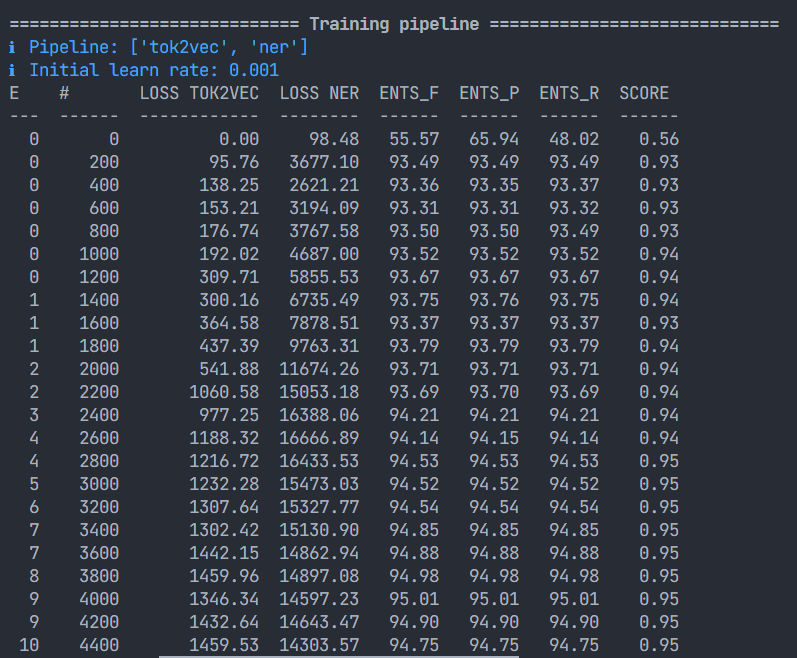 ============================= Training pipeline =============================
ℹ Pipeline: ['tok2vec', 'ner']
ℹ Initial learn rate: 0.001
E    #       LOSS TOK2VEC  LOSS NER  ENTS_F  ENTS_P  ENTS_R  SCORE
---  ------  ------------  --------  ------  ------  ------  ------
  0       0          0.00     98.48   55.57   65.94   48.02    0.56
  0     200         95.76   3677.10   93.49   93.49   93.49    0.93
  0     400        138.25   2621.21   93.36   93.35   93.37    0.93
  0     600        153.21   3194.09   93.31   93.31   93.32    0.93
  0     800        176.74   3767.58   93.50   93.50   93.49    0.93
  0    1000        192.02   4687.00   93.52   93.52   93.52    0.94
  0    1200        309.71   5855.53   93.67   93.67   93.67    0.94
  1    1400        300.16   6735.49   93.75   93.76   93.75    0.94
  1    1600        364.58   7878.51   93.37   93.37   93.37    0.93
  1    1800        437.39   9763.31   93.79   93.79   93.79    0.94
  2    2000        541.88  11674.26   93.71   93.71   93.71    0.94
  2    2200       1060.58  15053.18   93.69   93.70   93.69    0.94
  3    2400        977.25  16388.06   94.21   94.21   94.21    0.94
  4    2600       1188.32  16666.89   94.14   94.15   94.14    0.94
  4    2800       1216.72  16433.53   94.53   94.53   94.53    0.95
  5    3000       1232.28  15473.03   94.52   94.52   94.52    0.95
  6    3200       1307.64  15327.77   94.54   94.54   94.54    0.95
  7    3400       1302.42  15130.90   94.85   94.85   94.85    0.95
  7    3600       1442.15  14862.94   94.88   94.88   94.88    0.95
  8    3800       1459.96  14897.08   94.98   94.98   94.98    0.95
  9    4000       1346.34  14597.23   95.01   95.01   95.01    0.95
  9    4200       1432.64  14643.47   94.90   94.90   94.90    0.95
 10    4400       1459.53  14303.57   94.75   94.75   94.75    0.95